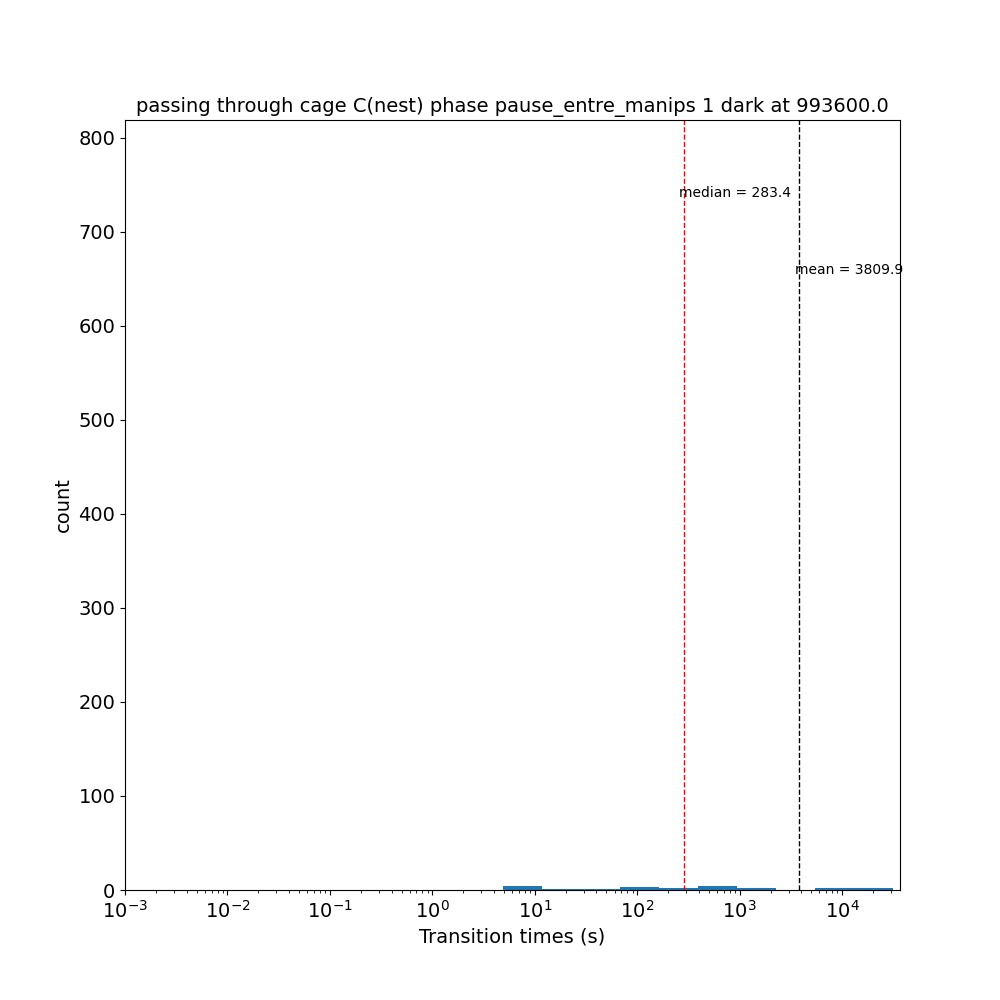 passing through cage C(nest) phase pause_entre_manips 1 dark at 993600.0
800
median = 283.4
700
mean = 3809.9
600
500
count
400
300
200
100
0
10⁻³ 10⁻² 10⁻¹ 10⁰ 10¹ 10² 10³ 10⁴
Transition times (s)